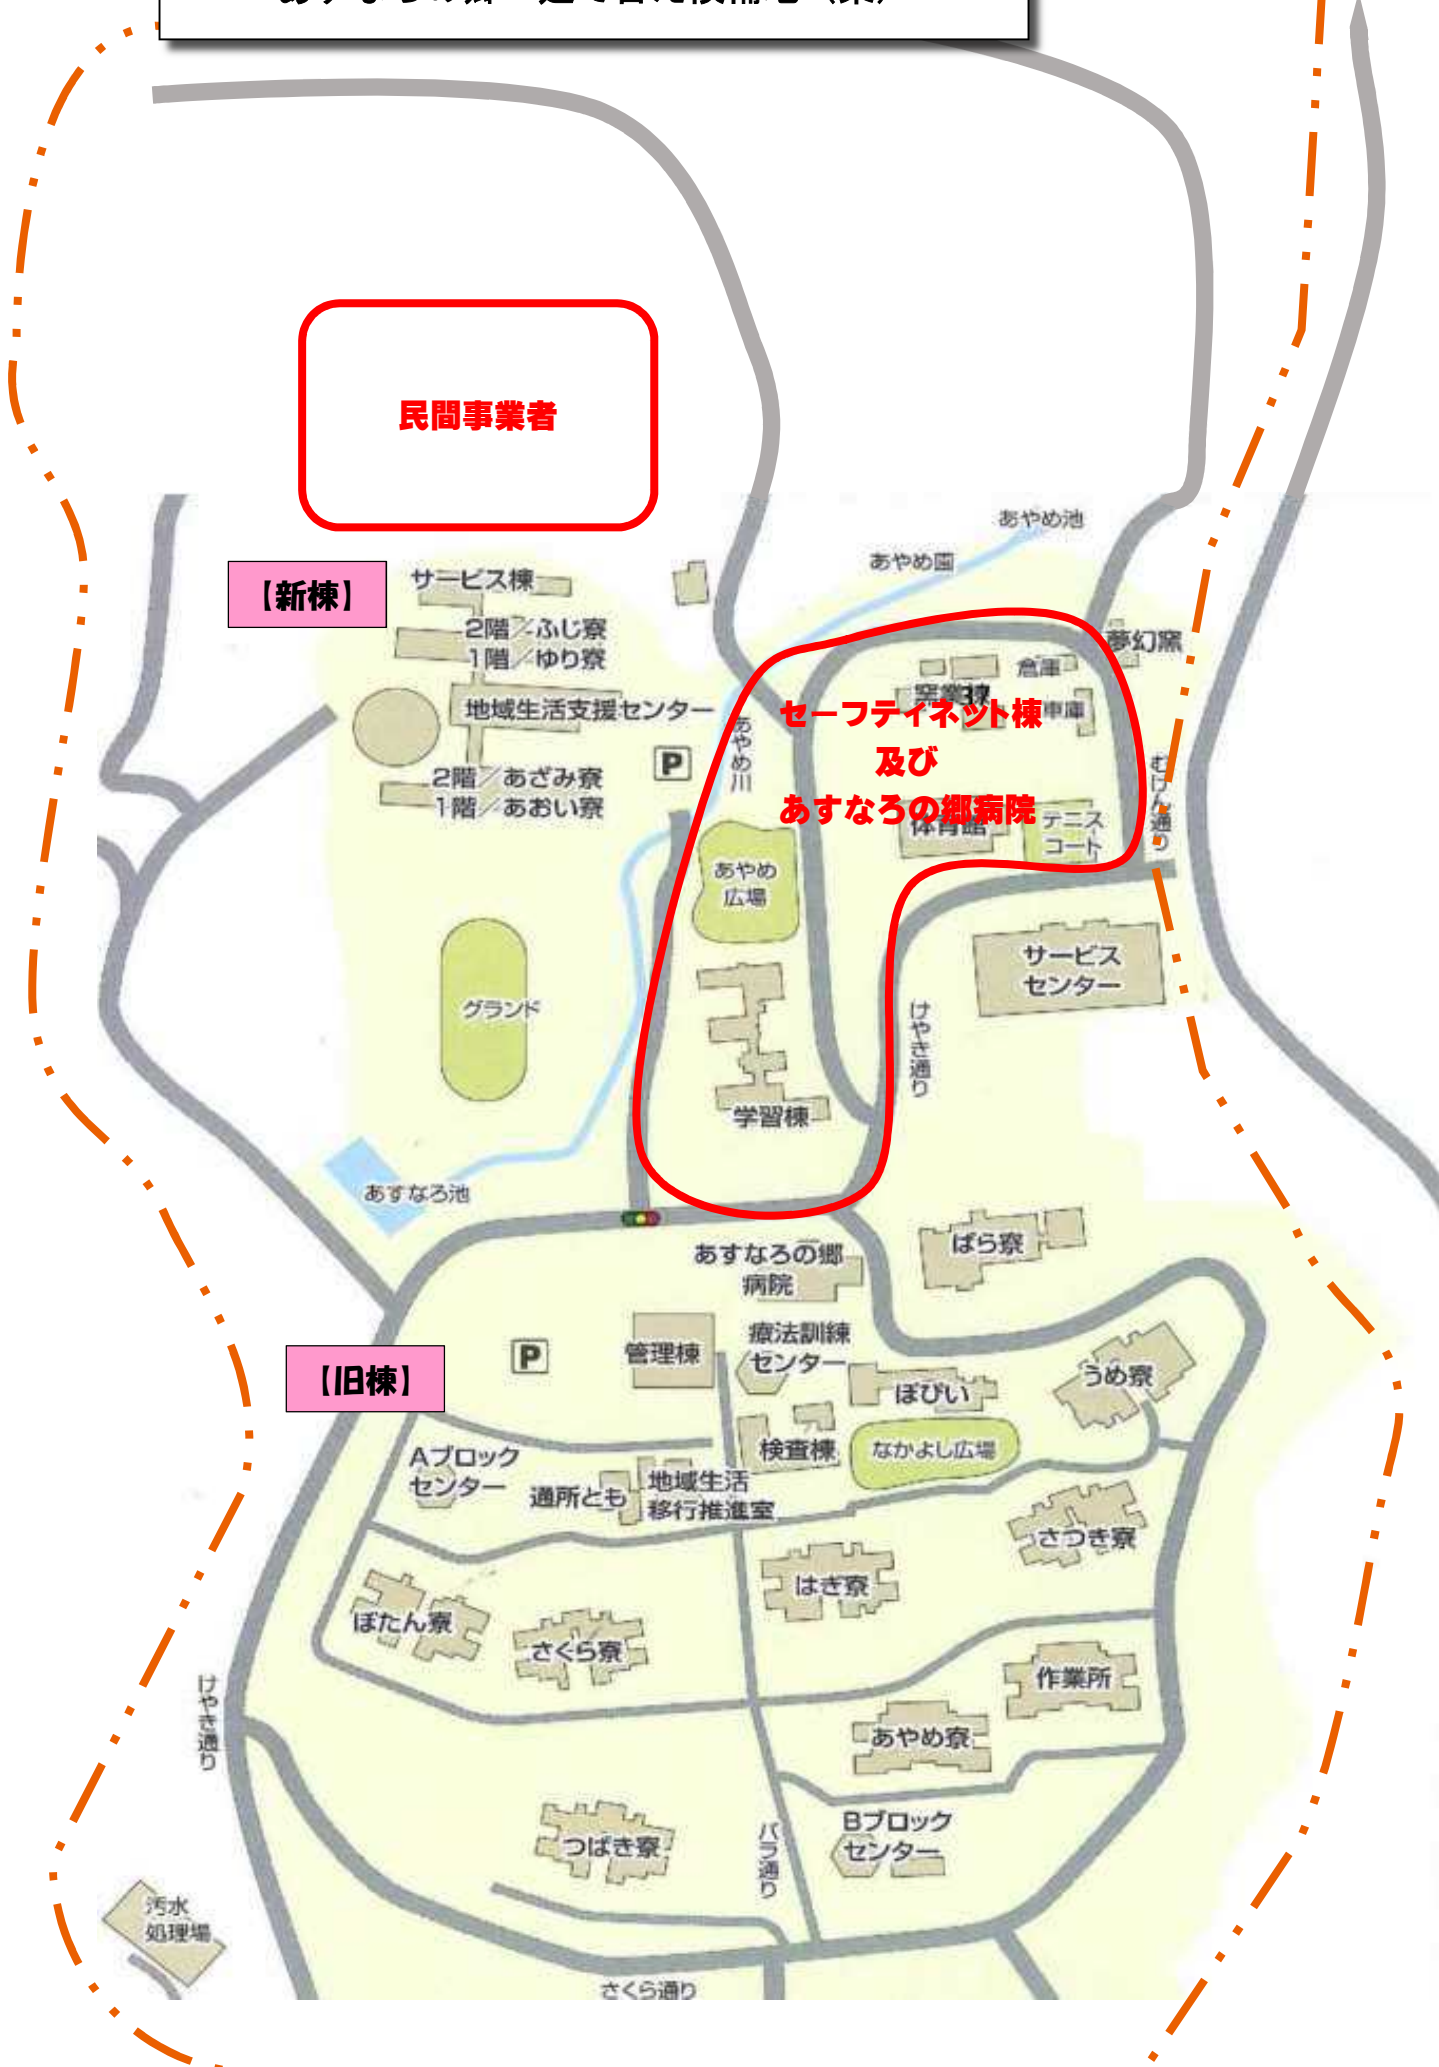 民間事業者
あやめ池
あやめ園
【新棟】
サービス棟
2階／ふじ寮
1階／ゆり寮
夢幻窯
倉庫
地域生活支援センター
セーフティネット棟
及び
あすなろの郷病院
車庫
あやめ川
P
むげん通り
2階／あざみ寮
1階／あおい寮
体育館
テニス
コート
あやめ
広場
サービス
センター
グランド
けやき通り
学習棟
あすなろ池
あすなろの郷
病院
ばら寮
【旧棟】
P
管理棟
療法訓練
センター
うめ寮
Aブロック
センター
検査棟
なかよし広場
通所とも
地域生活
移行推進室
さつき寮
はぎ寮
ぼたん寮
さくら寮
作業所
けやき通り
あやめ寮
つばき寮
バラ通り
Bブロック
センター
汚水
処理場
さくら通り